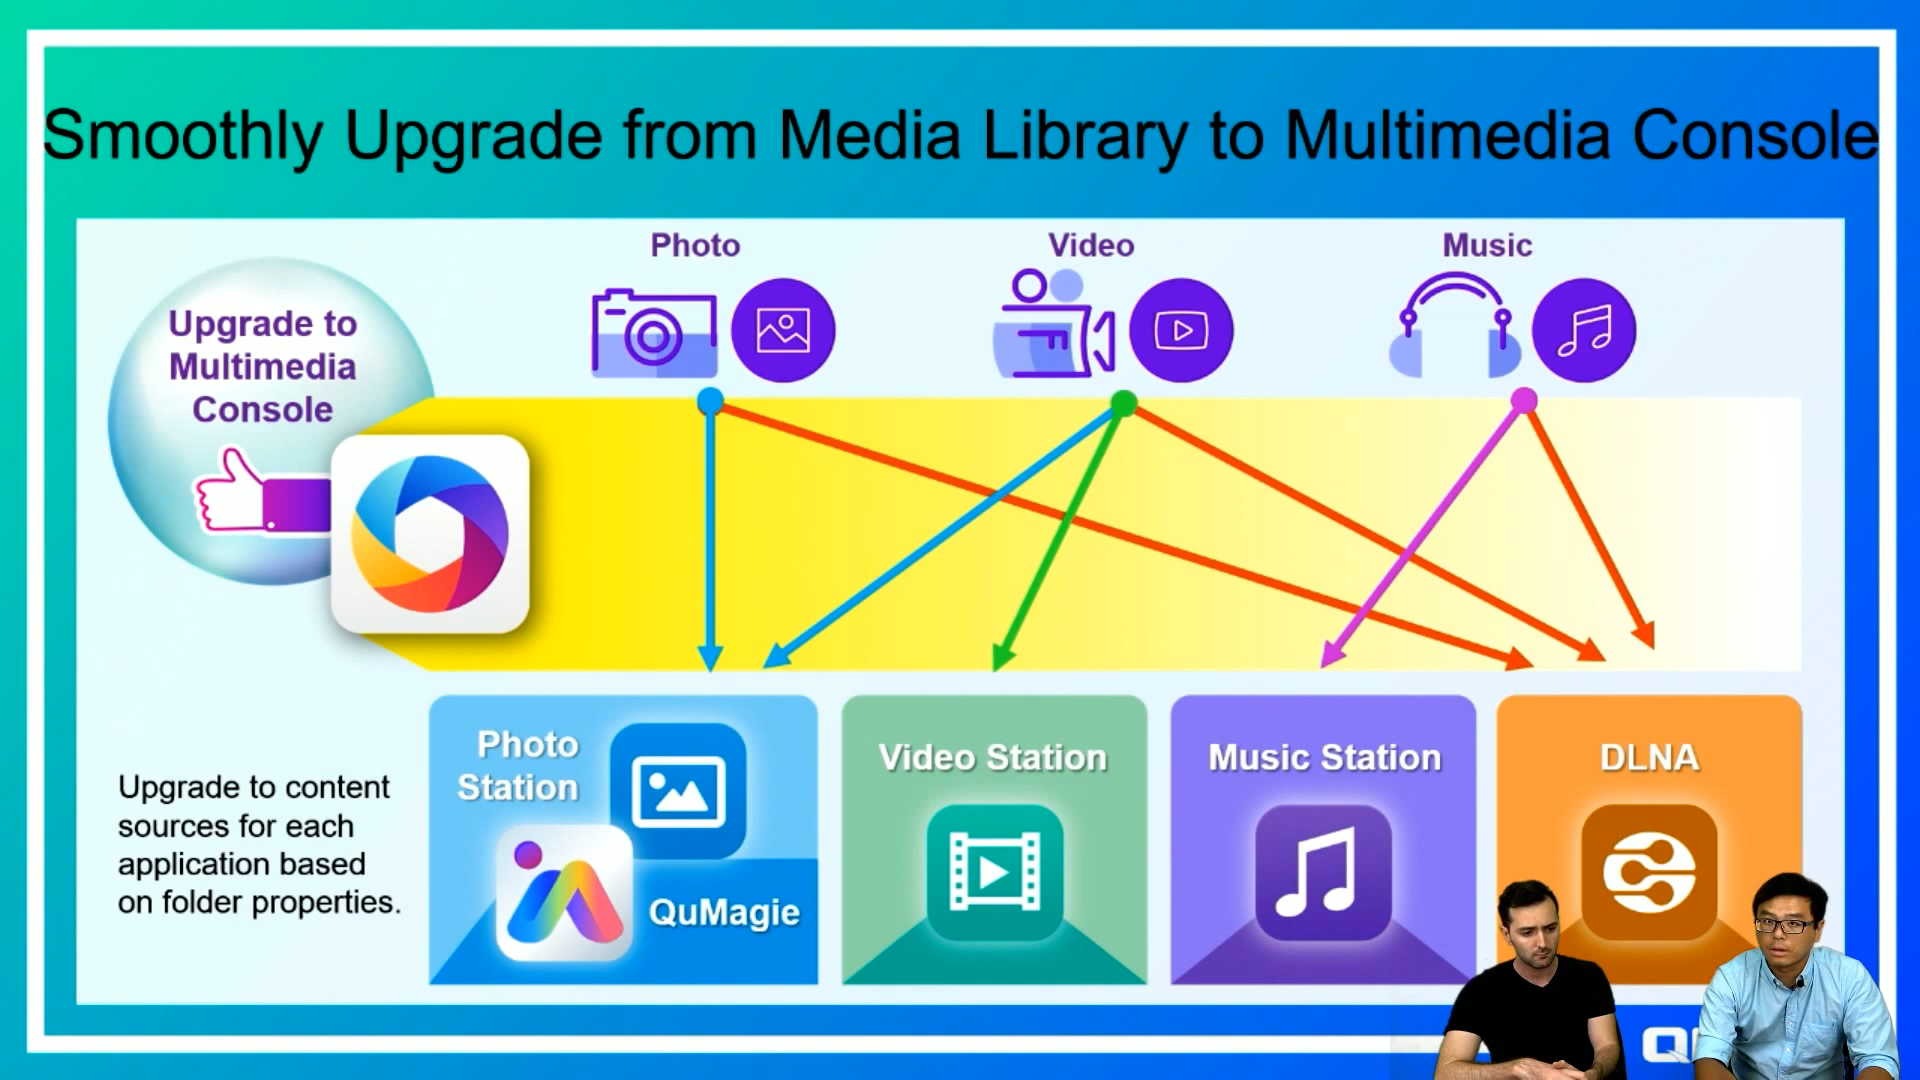 Smoothly Upgrade from Media Library to Multimedia Console
Photo
Video
Music
Upgrade to
Multimedia
Console
Photo
Station
QuMagie
Video Station
Music Station
DLNA
Upgrade to content
sources for each
application based
on folder properties.